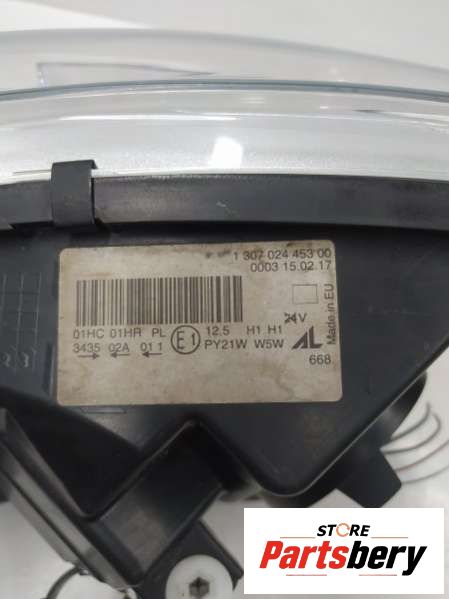 1 307 024 453 00
0003 15.02.17
Made in EU
24V
01HC 01HR PL E1 12.5 H1 H1
3435 02A 01 1 PY21W W5W
AL
668
STORE
Partsbery